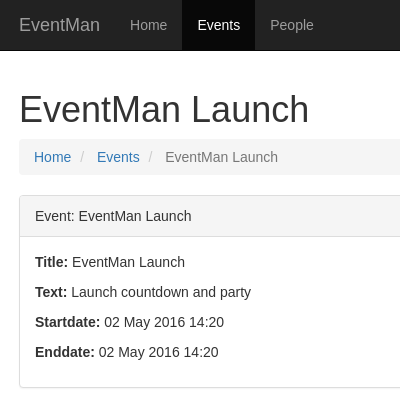 EventMan Home Events People
EventMan Launch
Home / Events / EventMan Launch
Event: EventMan Launch
Title: EventMan Launch
Text: Launch countdown and party
Startdate: 02 May 2016 14:20
Enddate: 02 May 2016 14:20